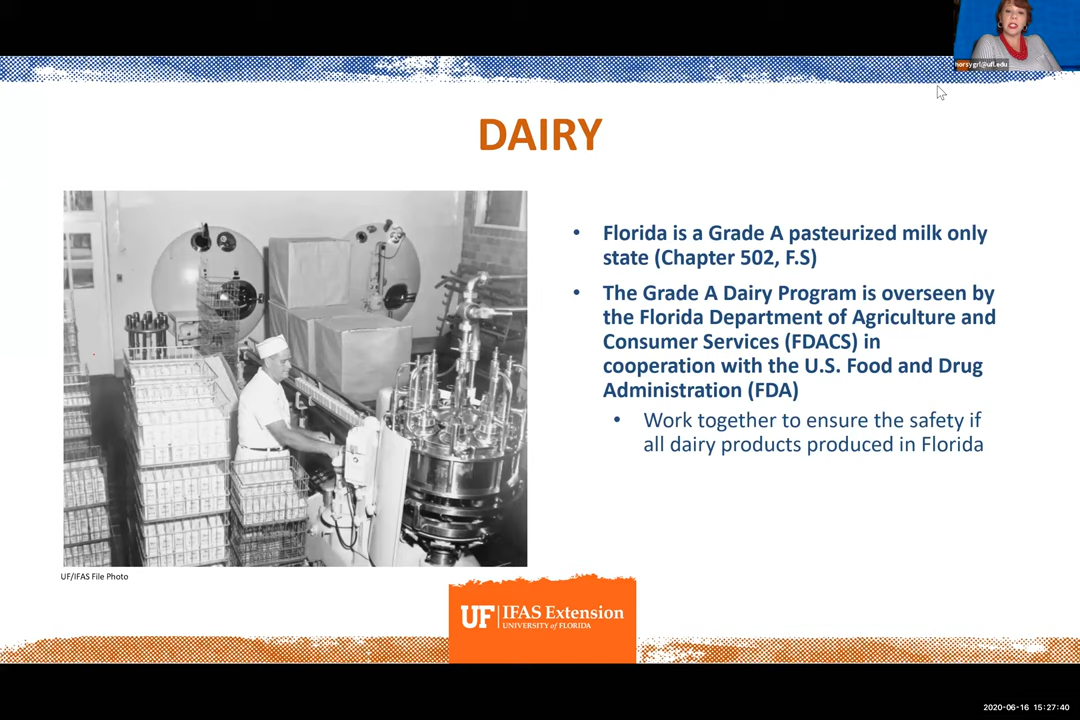 horsygrl@ufl.edu
DAIRY
• Florida is a Grade A pasteurized milk only
state (Chapter 502, F.S)
• The Grade A Dairy Program is overseen by
the Florida Department of Agriculture and
Consumer Services (FDACS) in
cooperation with the U.S. Food and Drug
Administration (FDA)
• Work together to ensure the safety if
all dairy products produced in Florida
UF/IFAS File Photo
UF IFAS Extension
UNIVERSITY of FLORIDA
2020-06-16 15:27:40